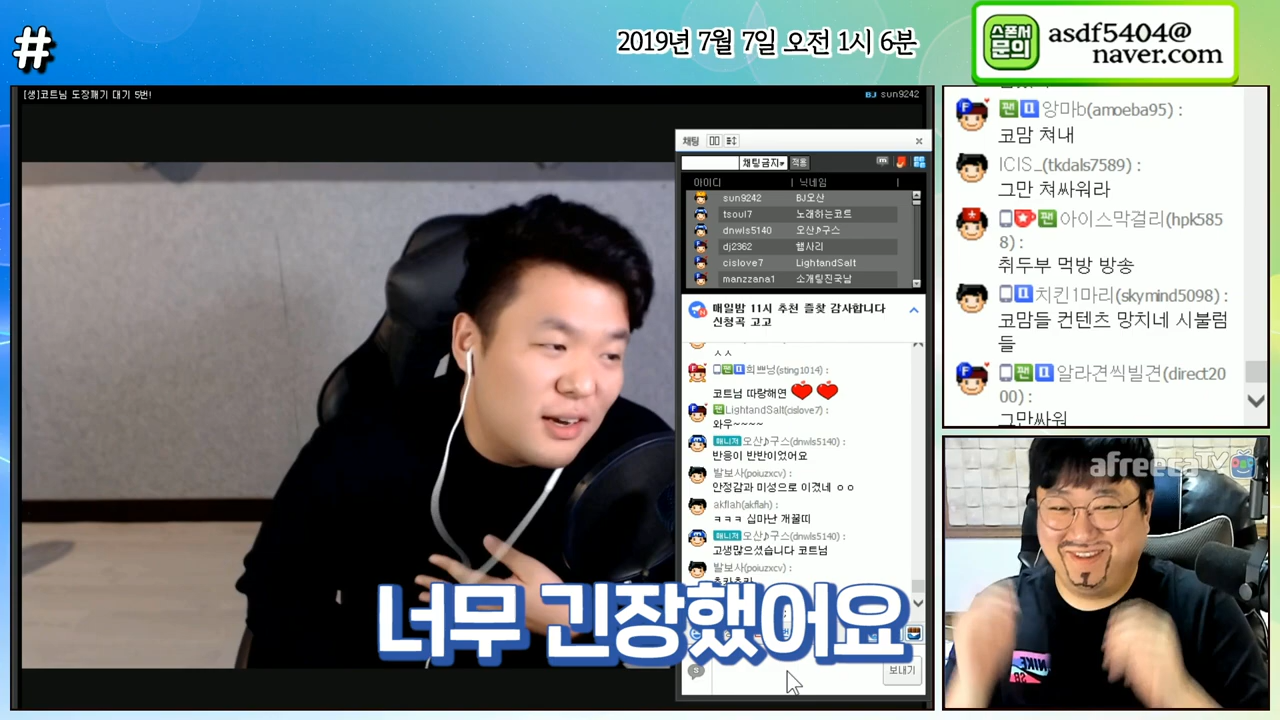 #
2019년 7월 7일 오전 1시 6분
스폰서
문의
asdf5404@
naver.com
[생]코트님 도장깨기 대기 5번!
BJ sun9242
채팅
채팅금지
적용
아이디 | 닉네임 |
sun9242 BJ오산
tsoul7 노래하는코트
dnwls5140 오산♪구스
dj2362 햅사리
cislove7 LightandSalt
manzzana1 소개팅진국남
매일밤 11시 추천 즐찾 감사합니다
신청곡 고고
ㅅㅅ
팬 희쁘넝(sting1014) :
코트님 따랑해연
팬 LightandSalt(cislove7) :
와우~~~~
매니저 오산♪구스(dnwls5140) :
반응이 반반이었어요
발보사(poiuzxcv) :
안정감과 미성으로 이겼네 ㅇㅇ
akflah(akflah) :
ㅋㅋㅋ 십마난 개꿀띠
매니저 오산♪구스(dnwls5140) :
고생많으셨습니다 코트님
발보사(poiuzxcv) :
너무 긴장했어요
보내기
팬 앙마b(amoeba95) :
코맘 쳐내
ICIS_(tkdals7589) :
그만 쳐싸워라
팬 아이스막걸리(hpk585
8) :
취두부 먹방 방송
치킨1마리(skymind5098) :
코맘들 컨텐츠 망치네 시불럼
들
팬 알라견씩빌견(direct20
00) :
그만싸워
afreecaTV
NIKE
SB